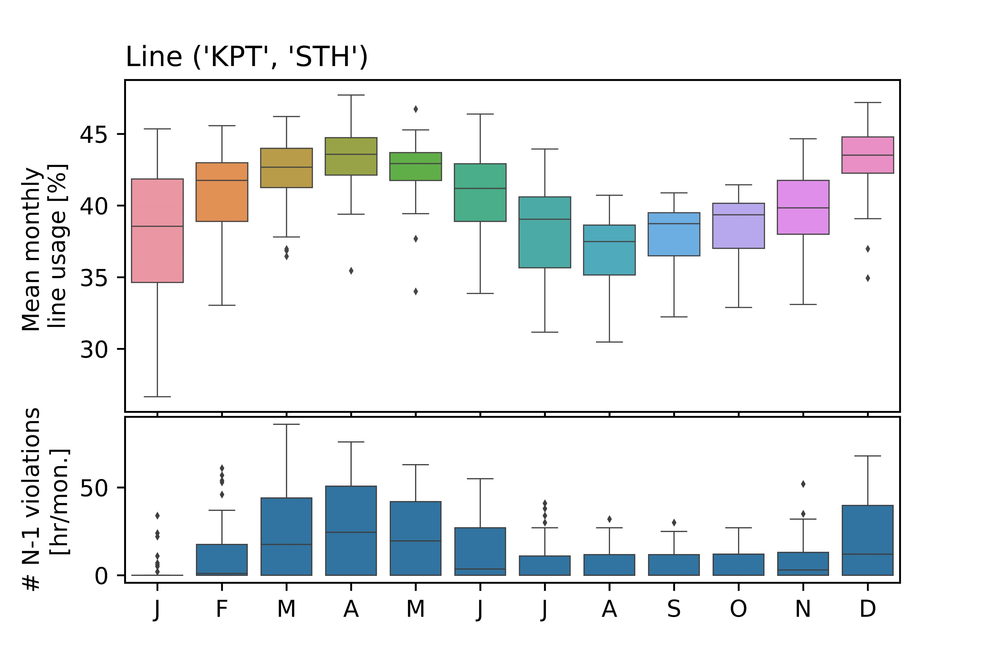 Line ('KPT', 'STH')
Mean monthly
line usage [%]
45
40
35
30
# N-1 violations
[hr/mon.]
50
0
J F M A M J J A S O N D